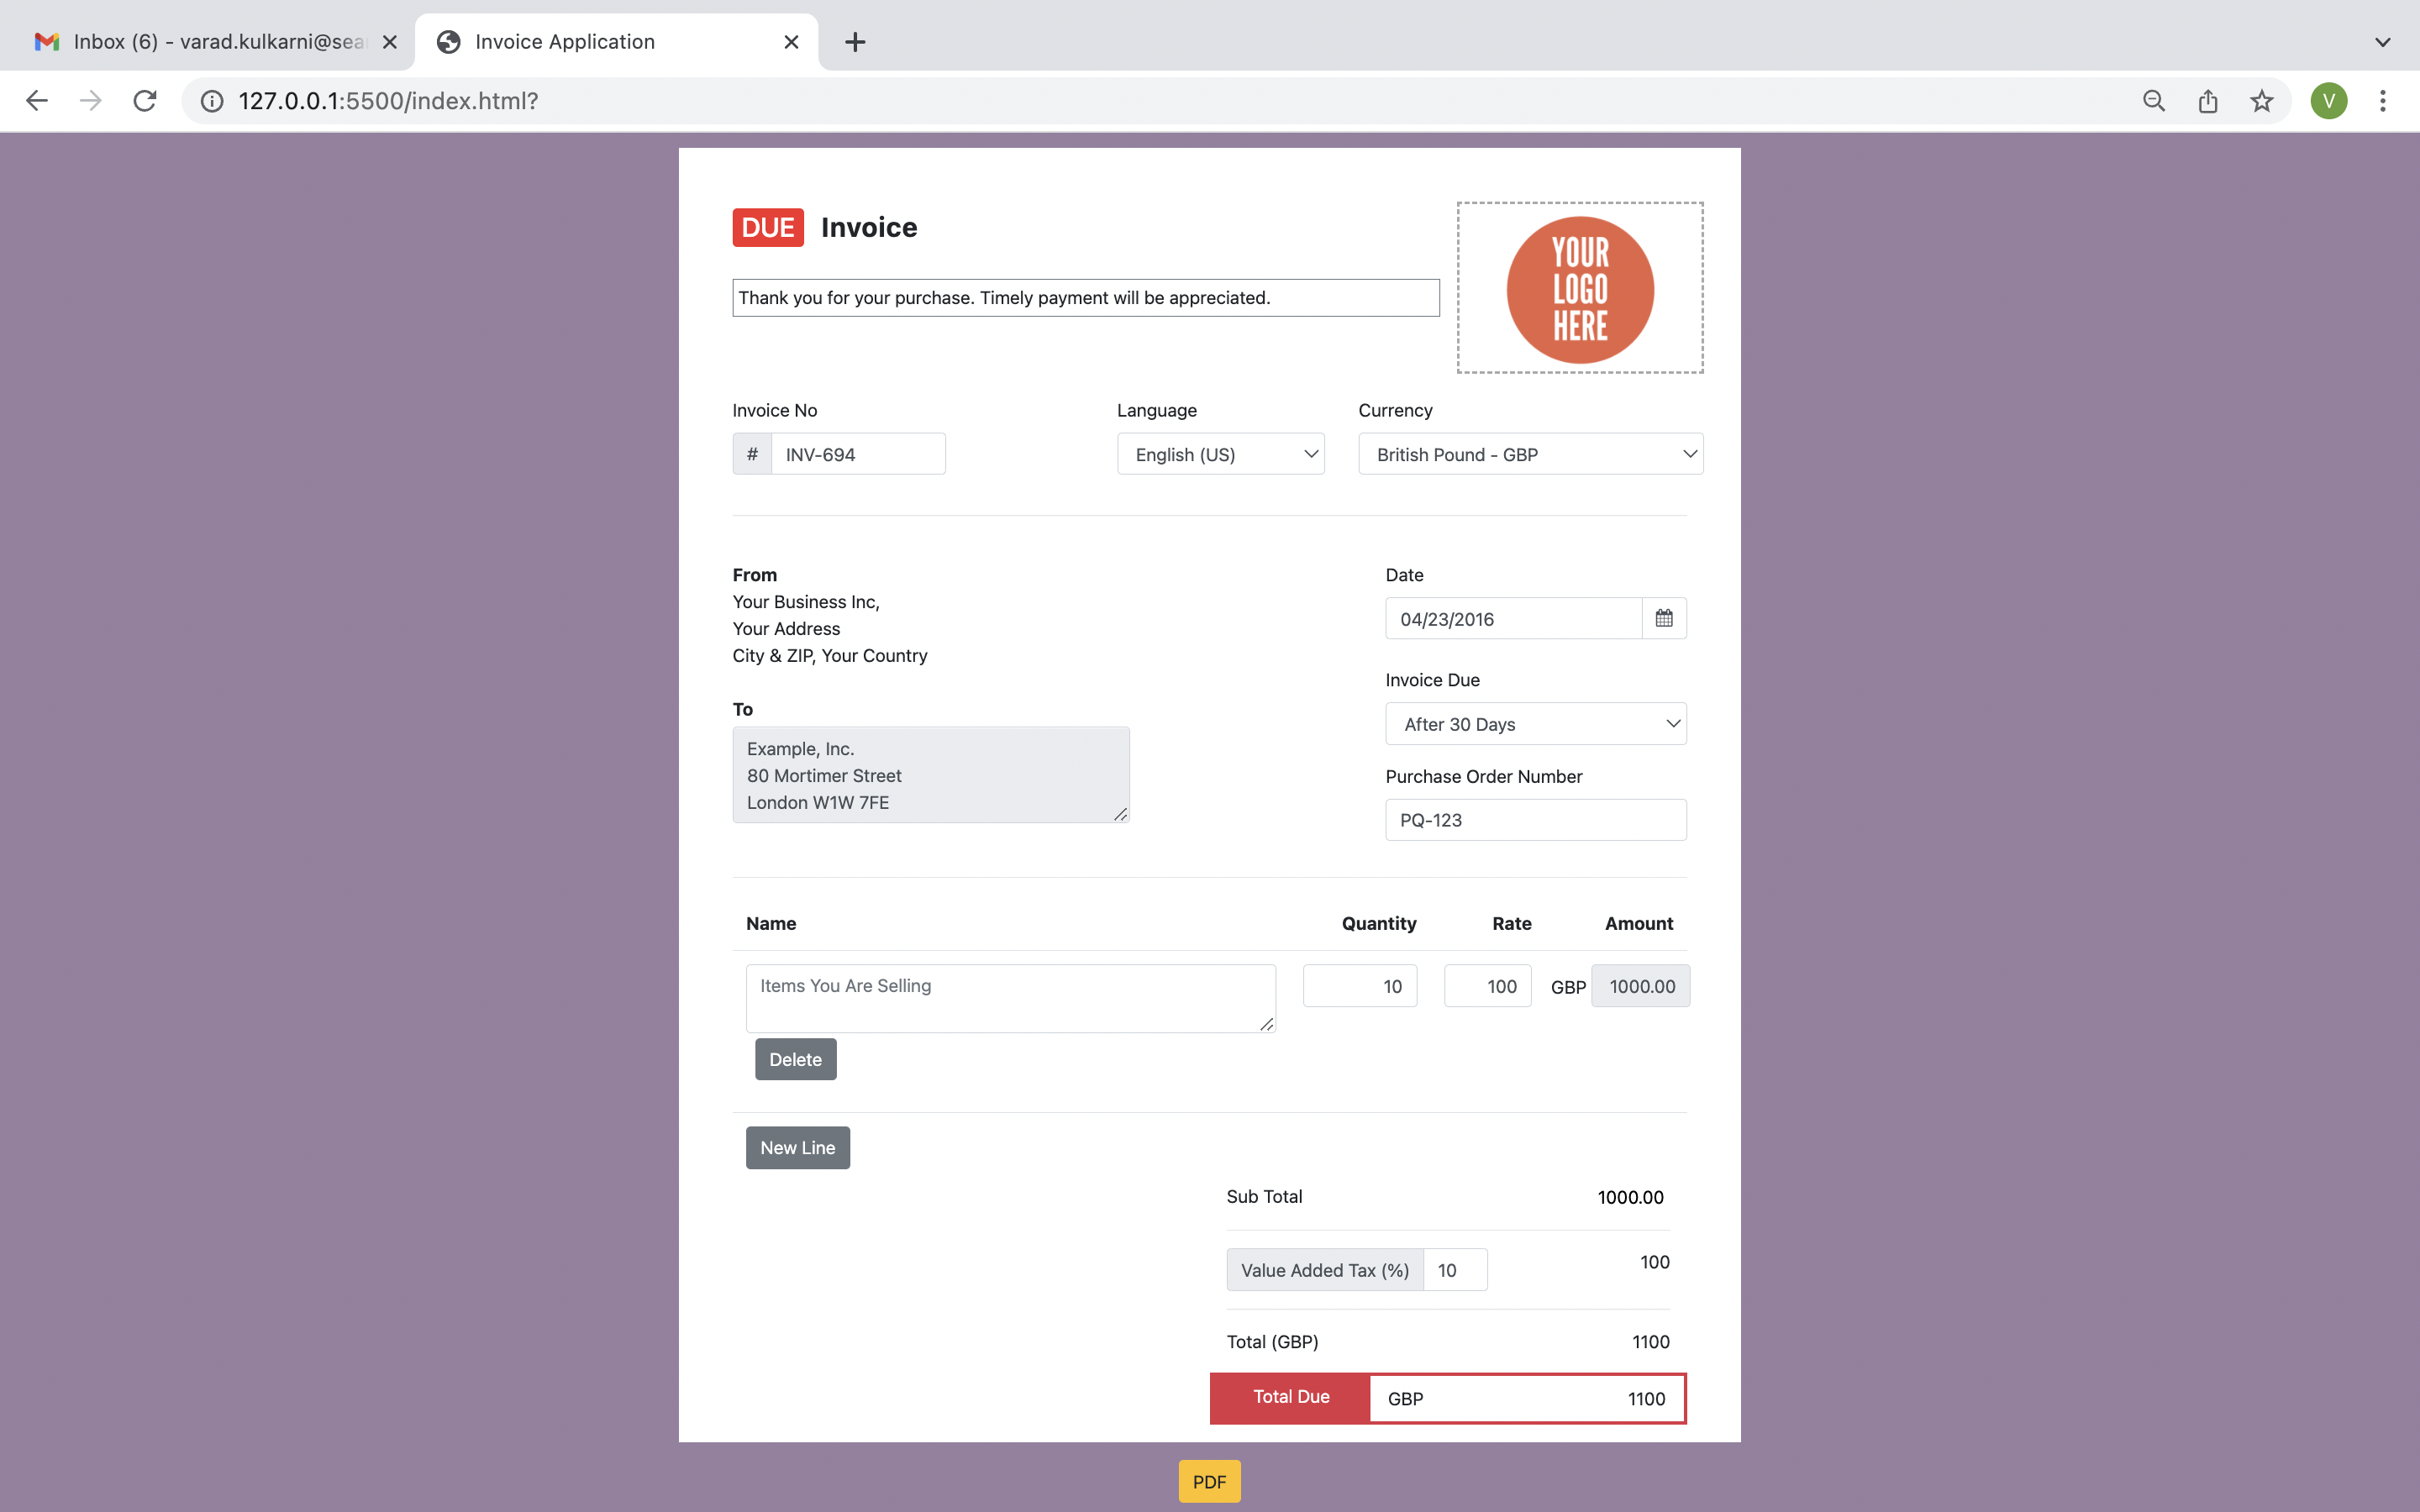 Inbox (6) - varad.kulkarni@sea
Invoice Application
127.0.0.1:5500/index.html?
V
DUE Invoice
YOUR
LOGO
HERE
Thank you for your purchase. Timely payment will be appreciated.
Invoice No Language Currency
# INV-694 English (US) British Pound - GBP
From
Your Business Inc,
Your Address
City & ZIP, Your Country
Date
04/23/2016
Invoice Due
After 30 Days
To
Example, Inc.
80 Mortimer Street
London W1W 7FE
Purchase Order Number
PQ-123
Name Quantity Rate Amount
Items You Are Selling 10 100 GBP 1000.00
Delete
New Line
Sub Total 1000.00
Value Added Tax (%) 10 100
Total (GBP) 1100
Total Due GBP 1100
PDF